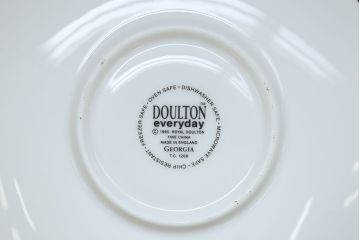 FREEZER SAFE • OVEN SAFE • DISHWASHER SAFE • MICROWAVE SAFE • CHIP RESISTANT •
DOULTON
everyday
© 1995 ROYAL DOULTON
FINE CHINA
MADE IN ENGLAND
GEORGIA
T.C. 1208